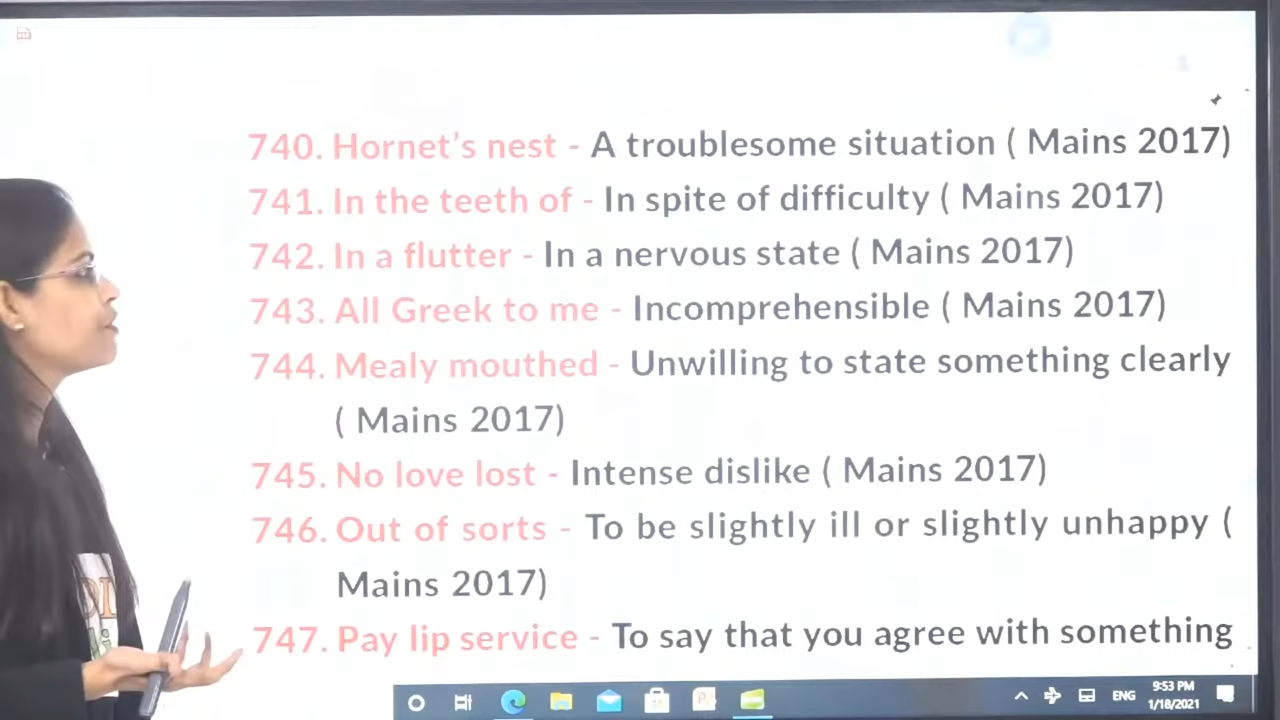 740. Hornet's nest - A troublesome situation ( Mains 2017)
741. In the teeth of - In spite of difficulty ( Mains 2017)
742. In a flutter - In a nervous state ( Mains 2017)
743. All Greek to me - Incomprehensible ( Mains 2017)
744. Mealy mouthed - Unwilling to state something clearly
( Mains 2017)
745. No love lost - Intense dislike ( Mains 2017)
746. Out of sorts - To be slightly ill or slightly unhappy (
Mains 2017)
747. Pay lip service - To say that you agree with something
ENG
9:53 PM
1/18/2021